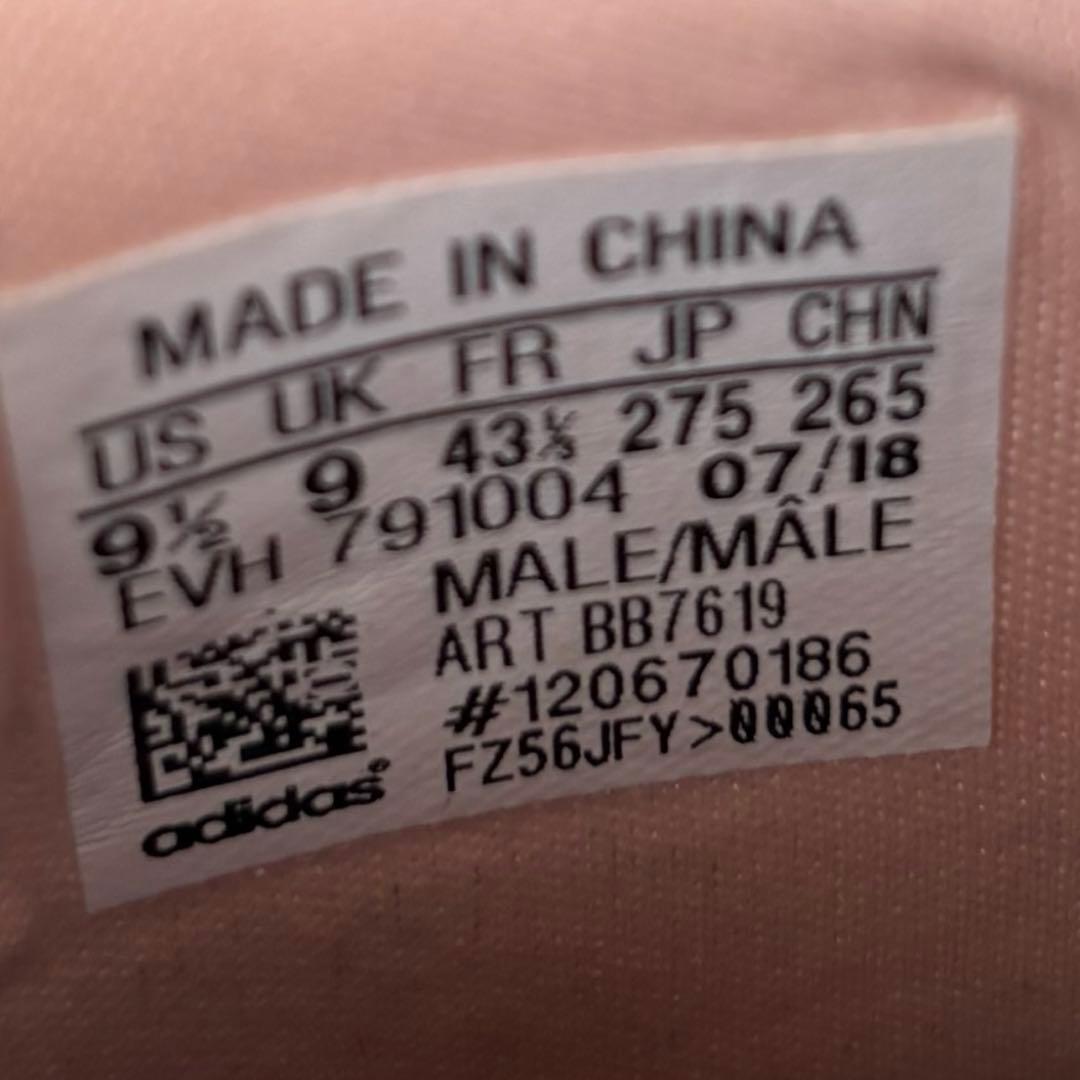 MADE IN CHINA
US UK FR JP CHN
9½ 9 43⅓ 275 265
EVH 791004 07/18
MALE/MÂLE
ART BB7619
#120670186
FZ56JFY>00065
adidas®